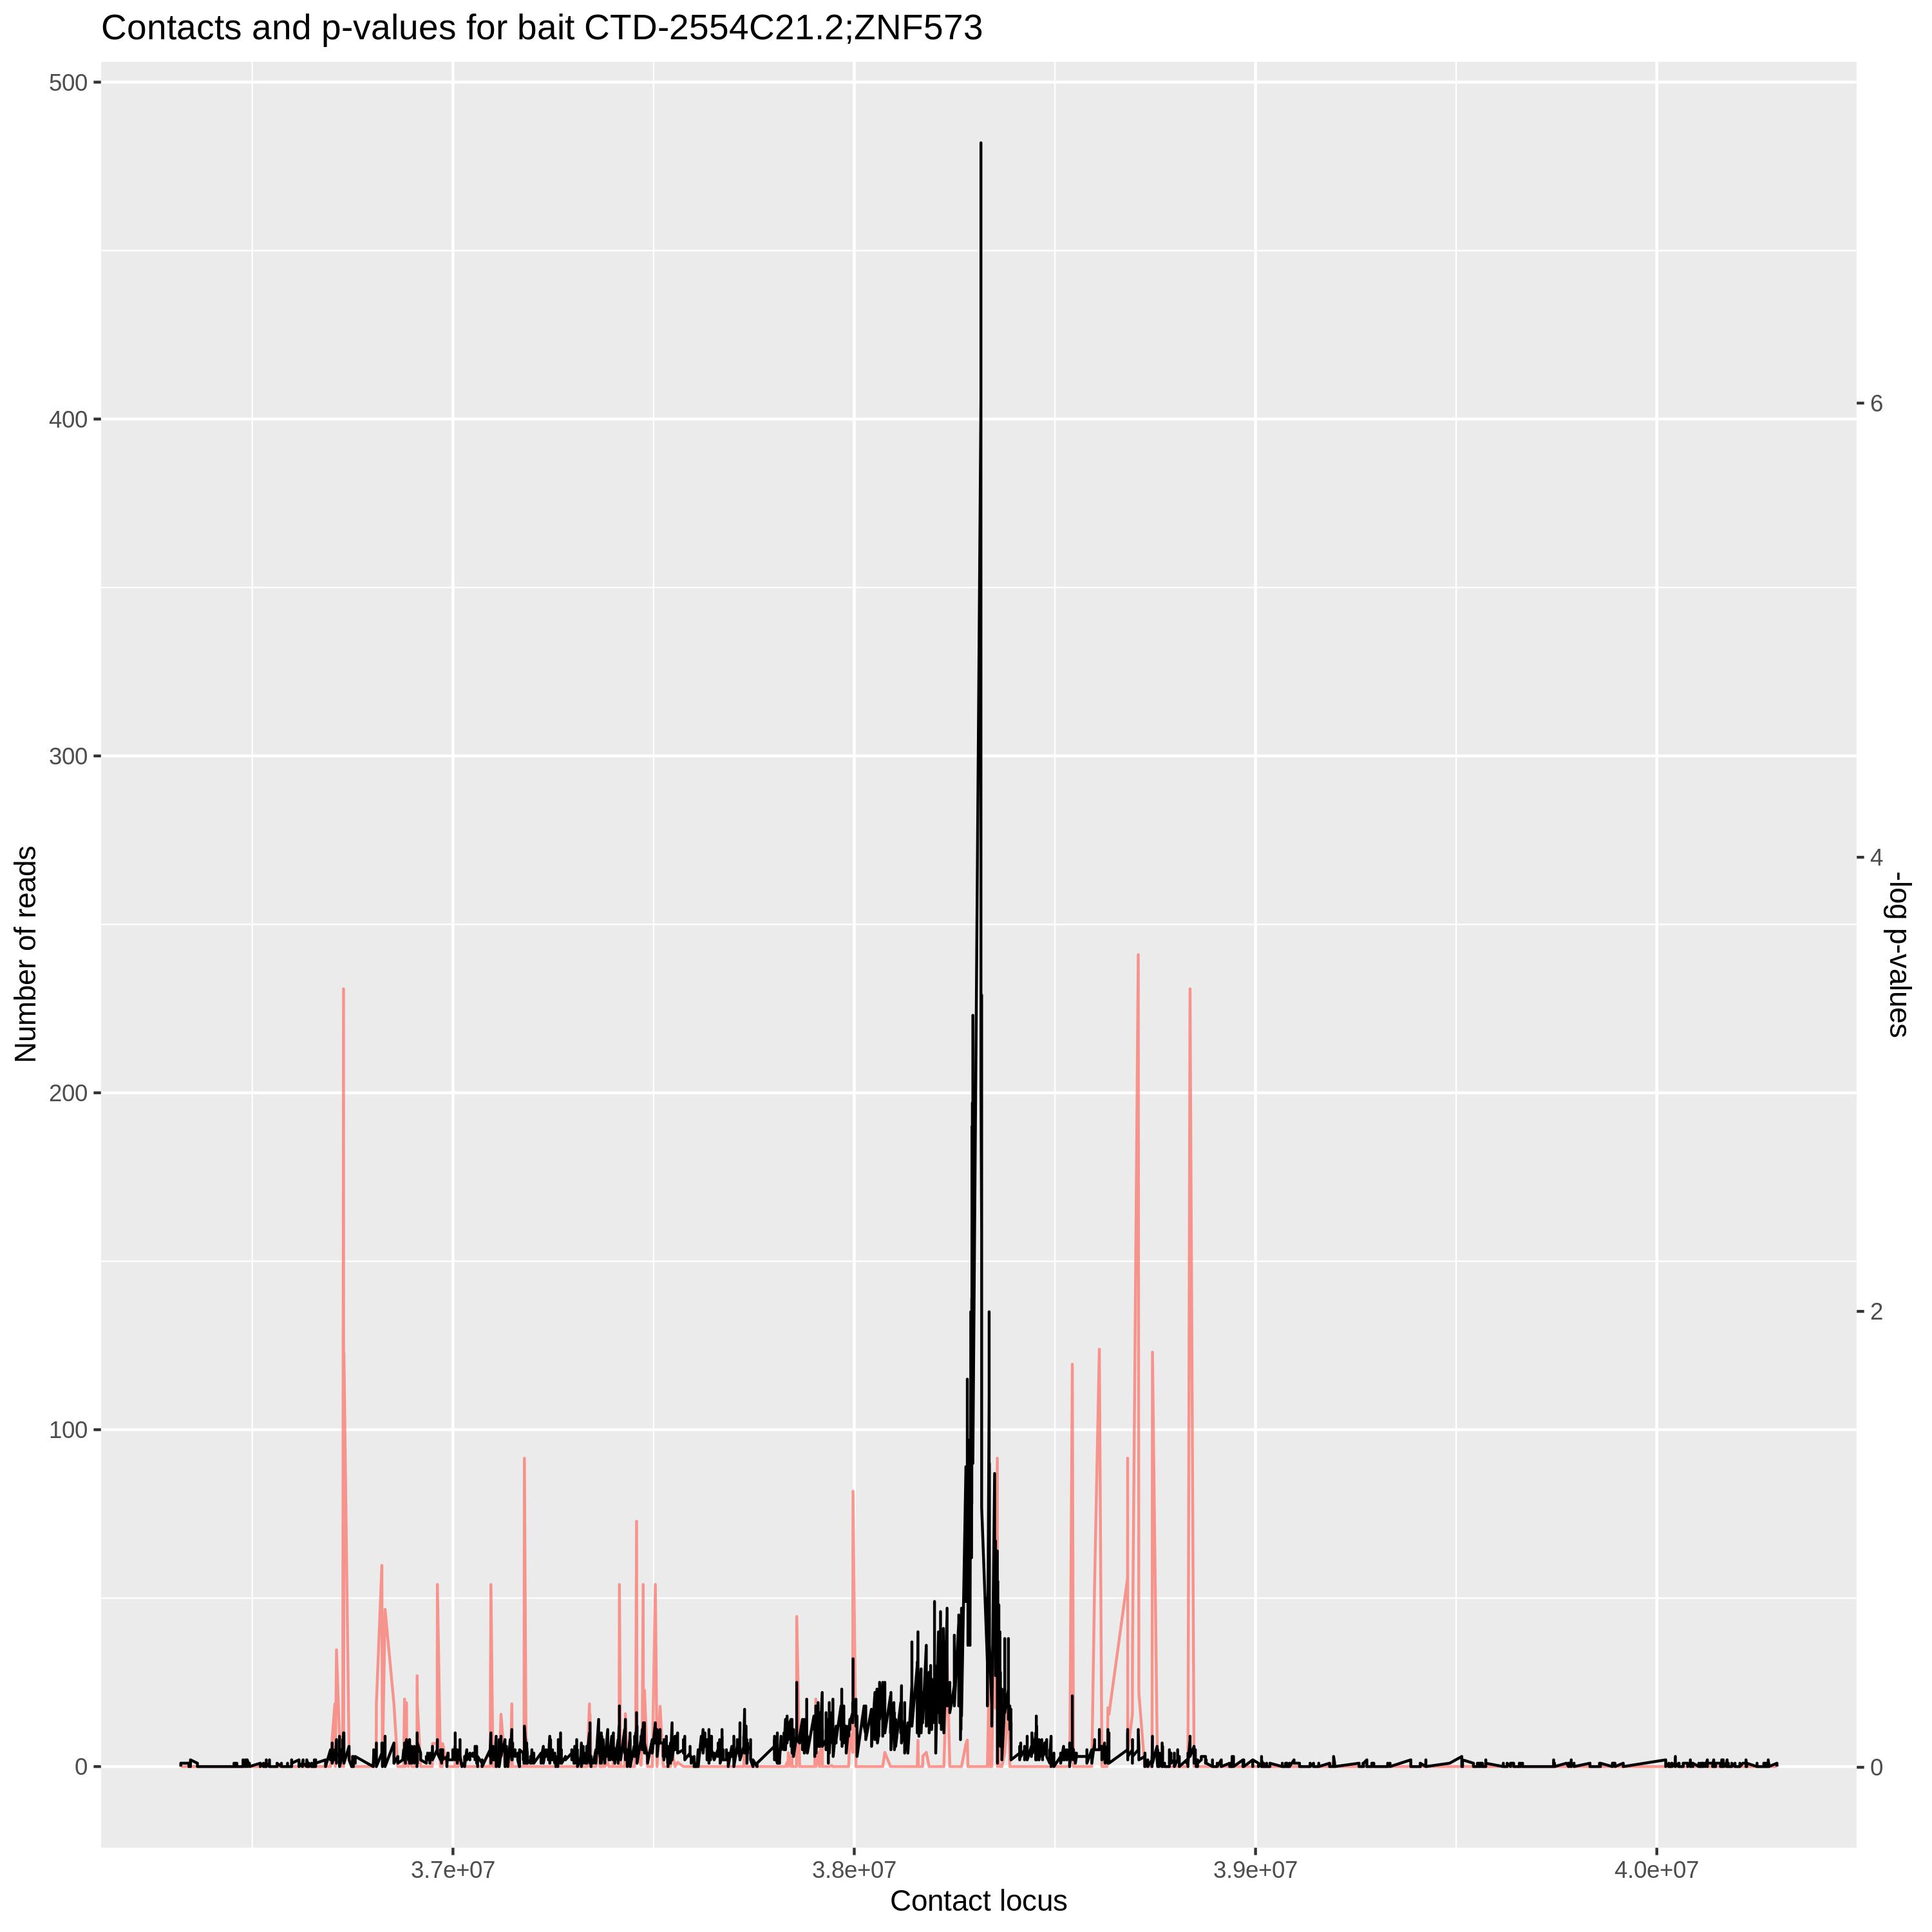 Contacts and p-values for bait CTD-2554C21.2;ZNF573
500
400
300
200
100
0
Number of reads
6
4
2
0
-log p-values
3.7e+07
3.8e+07
3.9e+07
4.0e+07
Contact locus